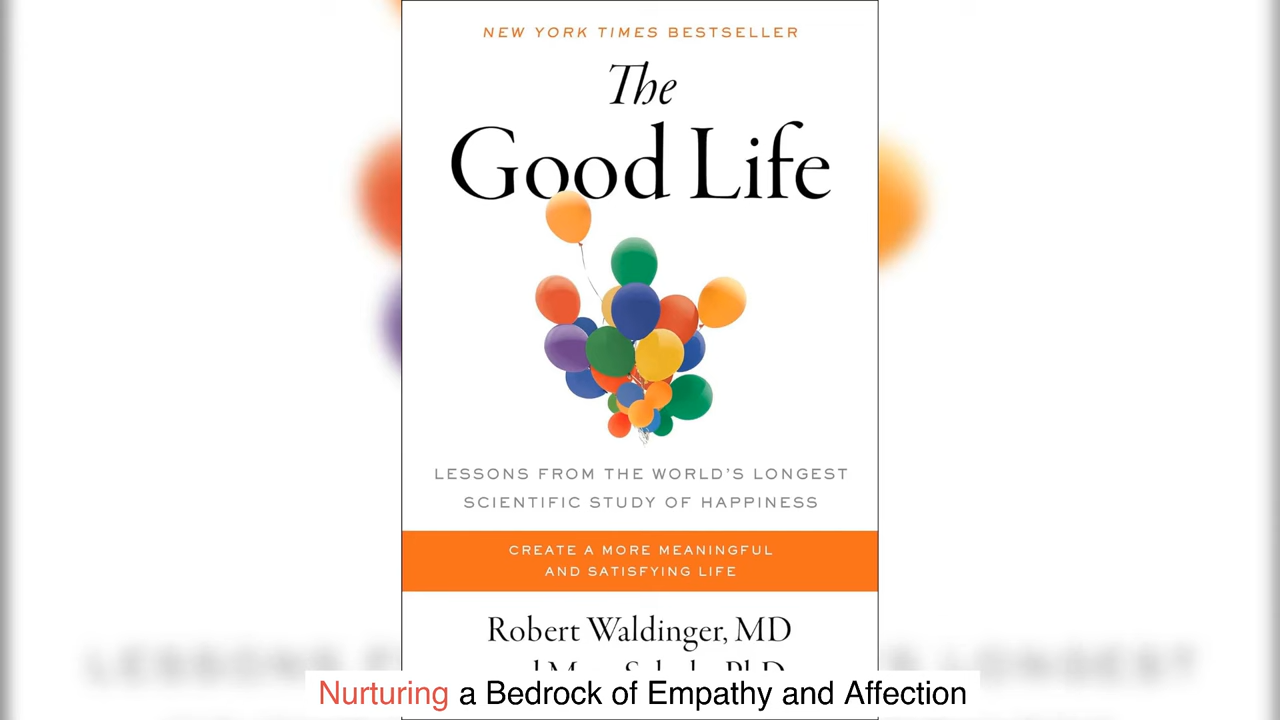 NEW YORK TIMES BESTSELLER
The
Good Life
LESSONS FROM THE WORLD'S LONGEST
SCIENTIFIC STUDY OF HAPPINESS
CREATE A MORE MEANINGFUL
AND SATISFYING LIFE
Robert Waldinger, MD
Nurturing a Bedrock of Empathy and Affection